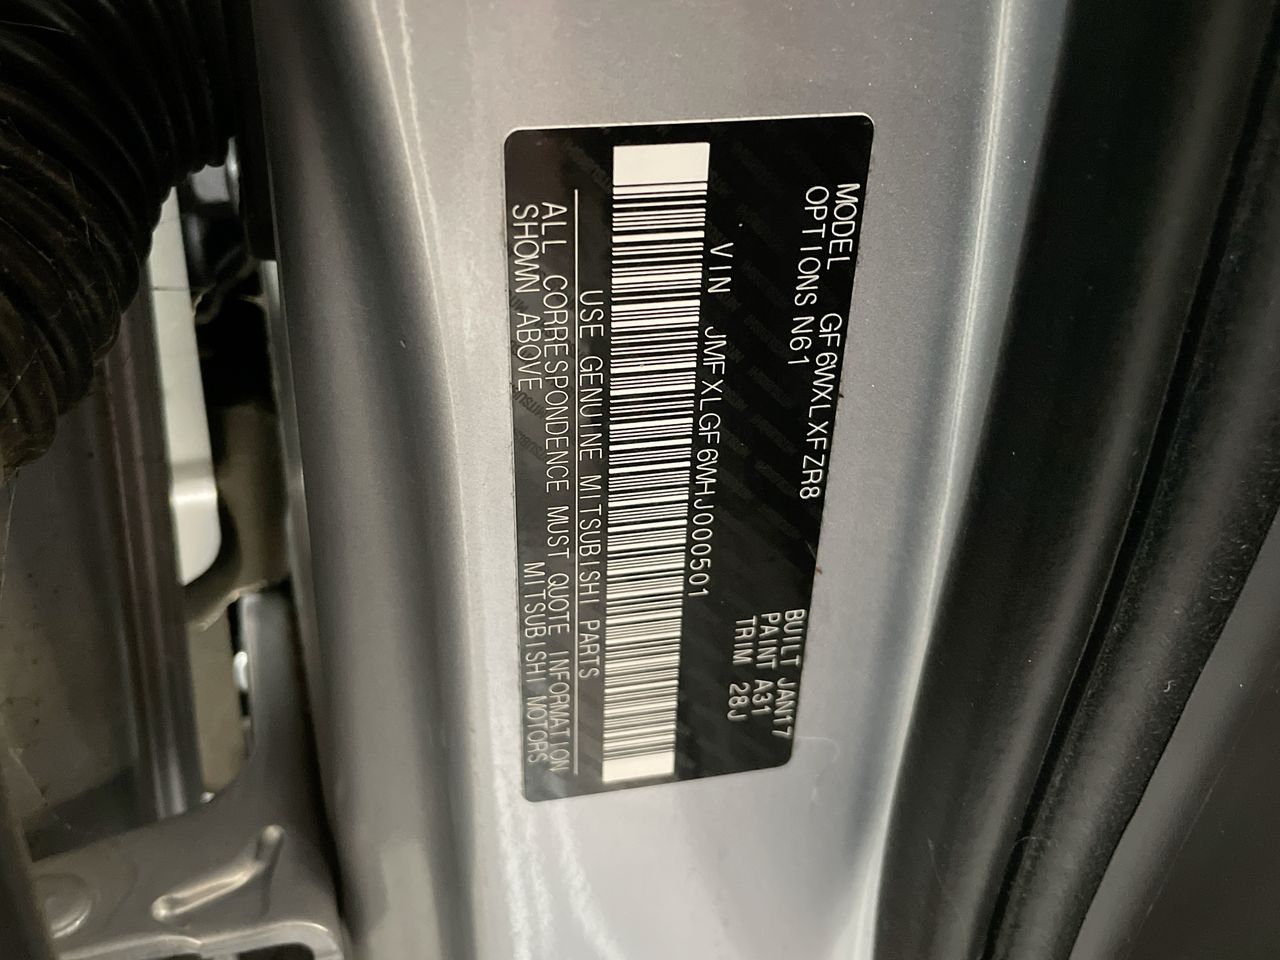 MODEL GF6WXLXFZR8
OPTIONS N61
BUILT JAN17
PAINT A31
TRIM 28J
VIN JMFXLGF6WHJ000501
USE GENUINE MITSUBISHI PARTS
ALL CORRESPONDENCE MUST QUOTE INFORMATION
SHOWN ABOVE MITSUBISHI MOTORS